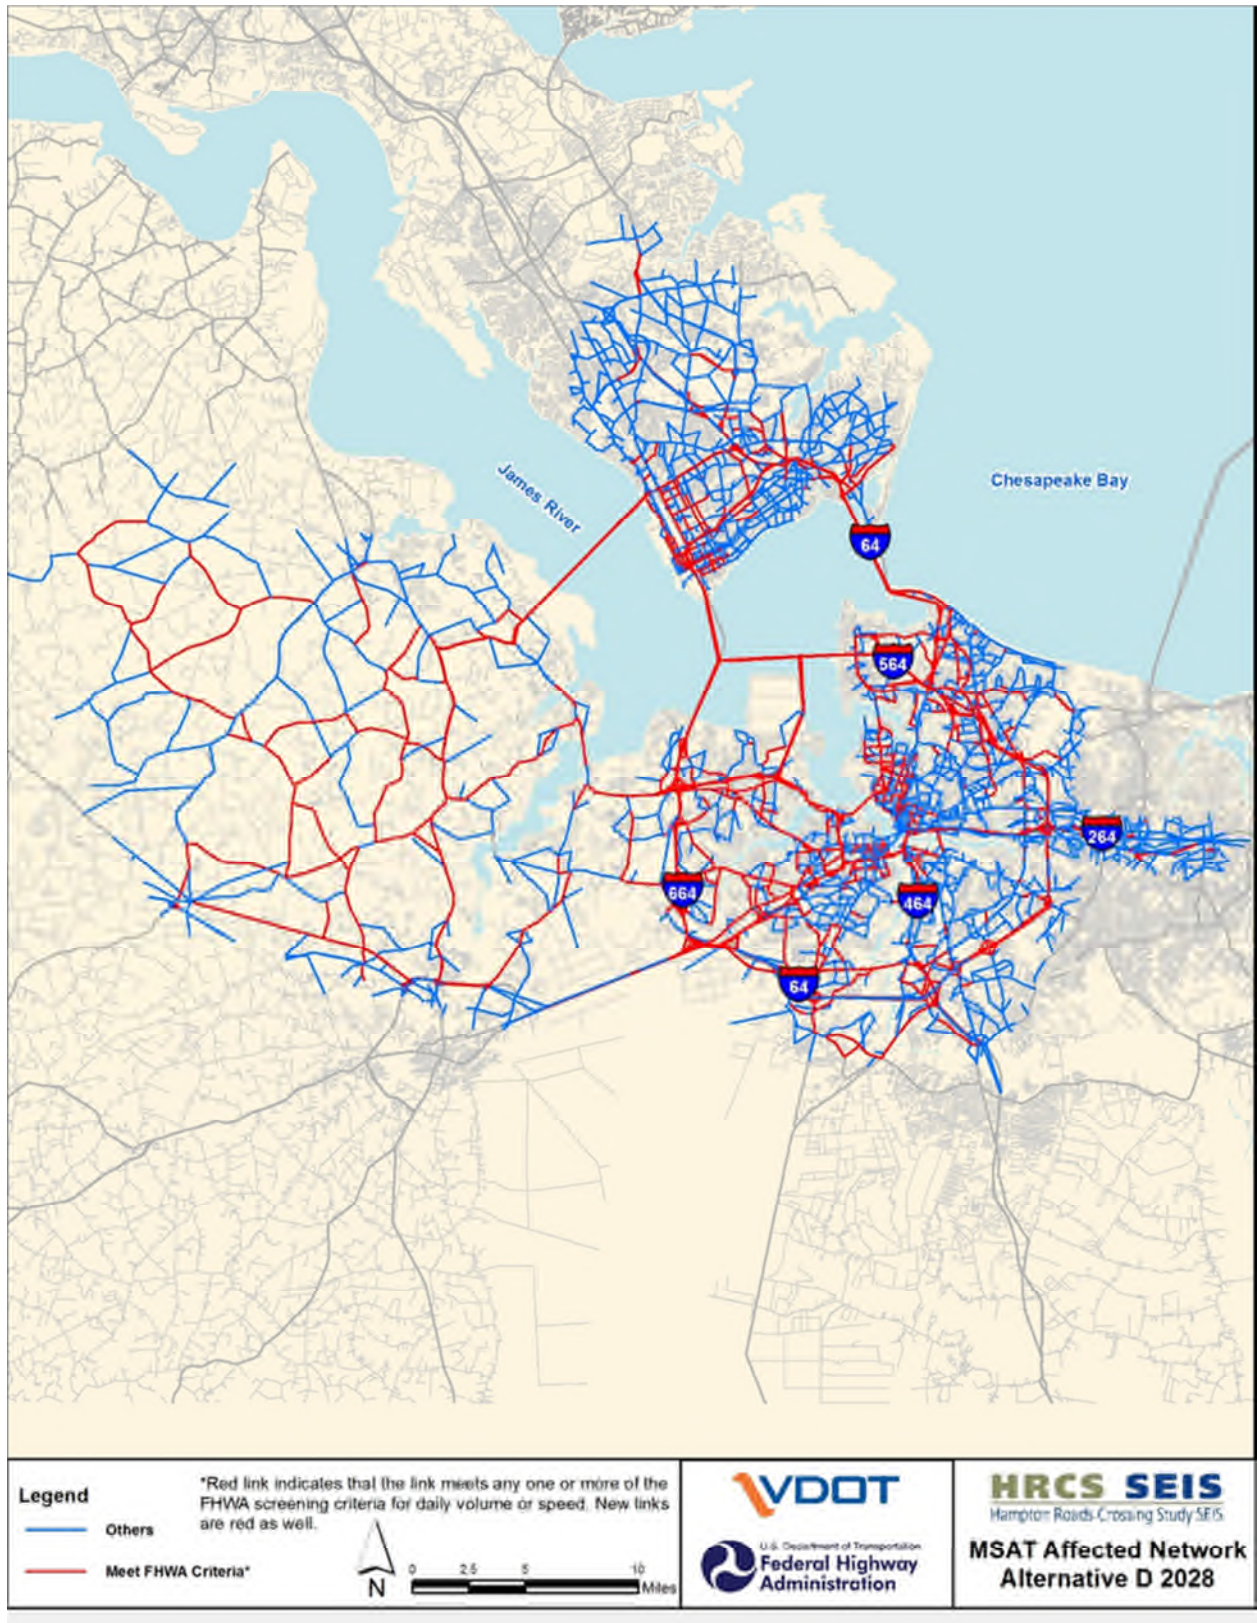 James River
Chesapeake Bay
64
564
264
664
464
64
Legend
Others
Meet FHWA Criteria*
*Red link indicates that the link meets any one or more of the
FHWA screening criteria for daily volume or speed. New links
are red as well.
N
0 2.5 5 10
Miles
VDOT
U.S. Department of Transportation
Federal Highway
Administration
HRCS SEIS
Hampton Roads Crossing Study SEIS
MSAT Affected Network
Alternative D 2028